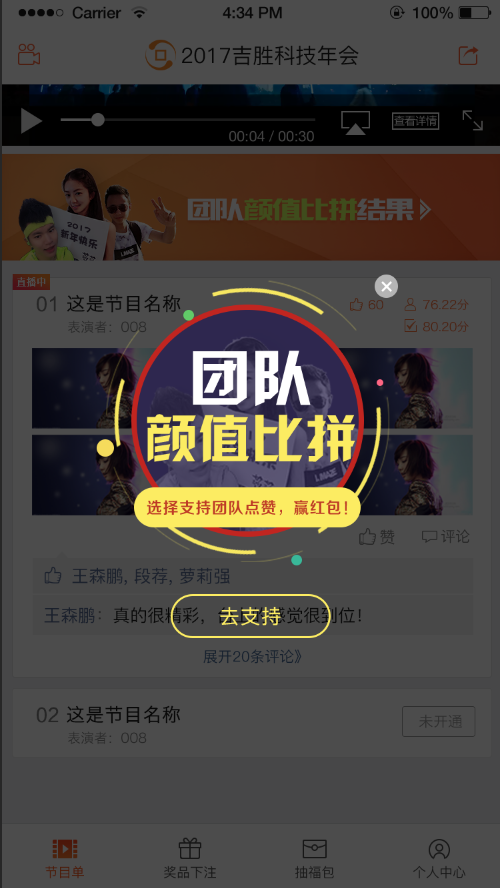 Carrier 4:34 PM 100%
2017吉胜科技年会
00:04 / 00:30 查看详情
2017
新年快乐
团队颜值比拼结果
直播中
01 这是节目名称 60 76.22分
表演者：008 80.20分
团队
颜值比拼
选择支持团队点赞，赢红包！
赞 评论
王森鹏, 段荐, 萝莉强
去支持
王森鹏：真的很精彩，感觉很到位！
展开20条评论》
02 这是节目名称 未开通
表演者：008
节目单 奖品下注 抽福包 个人中心